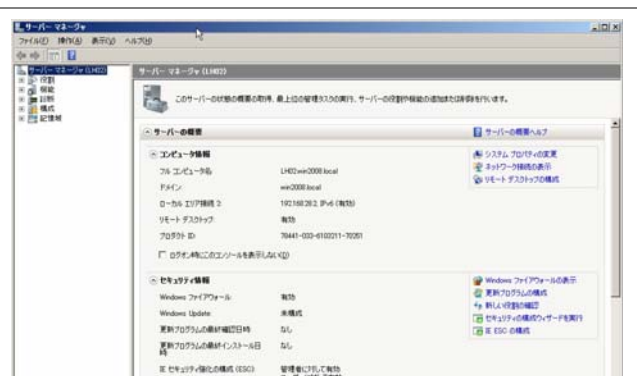 サーバー マネージャ
ファイル(F) 操作(A) 表示(V) ヘルプ(H)
サーバー マネージャ (LH02)
役割
機能
診断
構成
記憶域
サーバー マネージャ (LH02)
このサーバーの状態の概要の取得、最上位の管理タスクの実行、サーバーの役割や機能の追加または削除を行います。
サーバーの概要
サーバーの概要ヘルプ
コンピュータ情報
フル コンピュータ名: LH02.win2008.local
ドメイン: win2008.local
ローカル エリア接続 2: 192.168.28.2, IPv6 (有効)
リモート デスクトップ: 有効
プロダクト ID:
ログオン時にこのコンソールを表示しない(D)
システム プロパティの変更
ネットワーク接続の表示
リモート デスクトップの構成
セキュリティ情報
Windows ファイアウォール: 有効
Windows Update: 未構成
更新プログラムの最終確認日時: なし
更新プログラムの最終インストール日時: なし
IE セキュリティ強化の構成 (ESC): 管理者に対して有効
Windows ファイアウォールの表示
更新プログラムの構成
新しい役割の確認
セキュリティの構成ウィザードを実行
IE ESC の構成